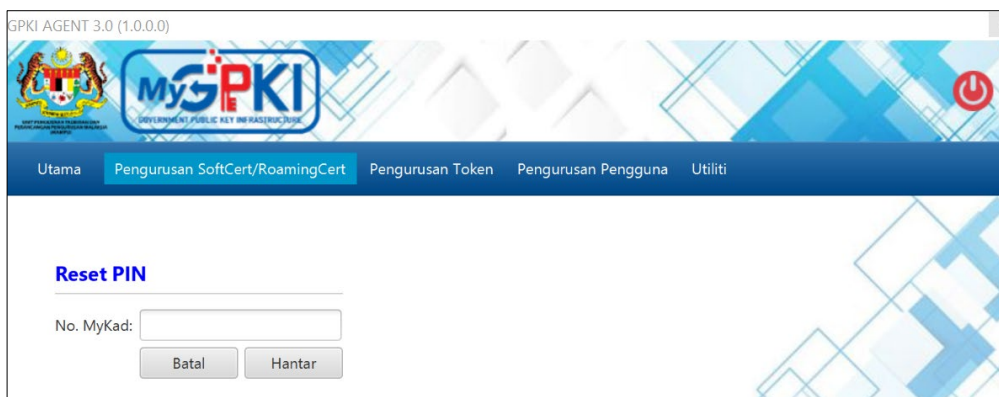 GPKI AGENT 3.0 (1.0.0.0)
MyGPKI
GOVERNMENT PUBLIC KEY INFRASTRUCTURE
Utama Pengurusan SoftCert/RoamingCert Pengurusan Token Pengurusan Pengguna Utiliti
Reset PIN
No. MyKad:
Batal Hantar